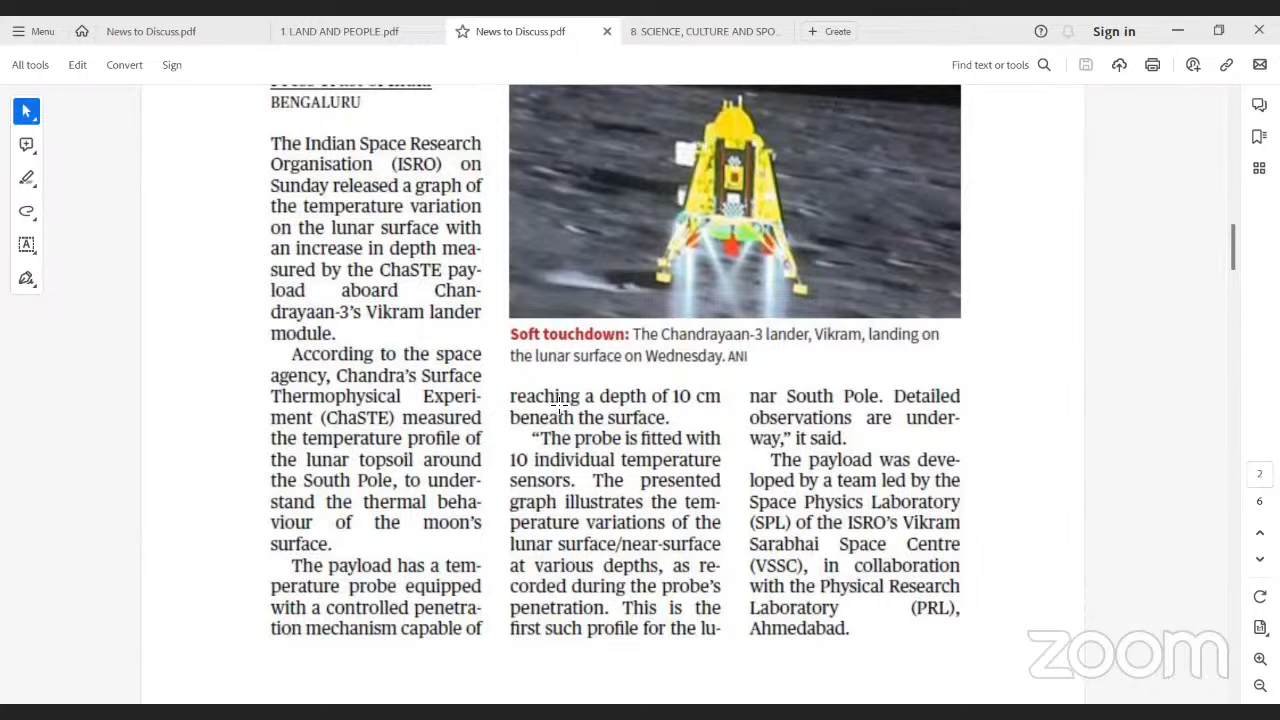 Menu
News to Discuss.pdf
1 LAND AND PEOPLE.pdf
News to Discuss.pdf
8. SCIENCE, CULTURE AND SPO...
Create
Sign in
All tools
Edit
Convert
Sign
Find text or tools
BENGALURU
The Indian Space Research
Organisation (ISRO) on
Sunday released a graph of
the temperature variation
on the lunar surface with
an increase in depth mea-
sured by the ChaSTE pay-
load aboard Chan-
drayaan-3's Vikram lander
module.
According to the space
agency, Chandra's Surface
Thermophysical Experi-
ment (ChaSTE) measured
the temperature profile of
the lunar topsoil around
the South Pole, to under-
stand the thermal beha-
viour of the moon's
surface.
The payload has a tem-
perature probe equipped
with a controlled penetra-
tion mechanism capable of
Soft touchdown: The Chandrayaan-3 lander, Vikram, landing on
the lunar surface on Wednesday. ANI
reaching a depth of 10 cm
beneath the surface.
“The probe is fitted with
10 individual temperature
sensors. The presented
graph illustrates the tem-
perature variations of the
lunar surface/near-surface
at various depths, as re-
corded during the probe's
penetration. This is the
first such profile for the lu-
nar South Pole. Detailed
observations are under-
way,” it said.
The payload was deve-
loped by a team led by the
Space Physics Laboratory
(SPL) of the ISRO's Vikram
Sarabhai Space Centre
(VSSC), in collaboration
with the Physical Research
Laboratory (PRL),
Ahmedabad.
2
6
zoom